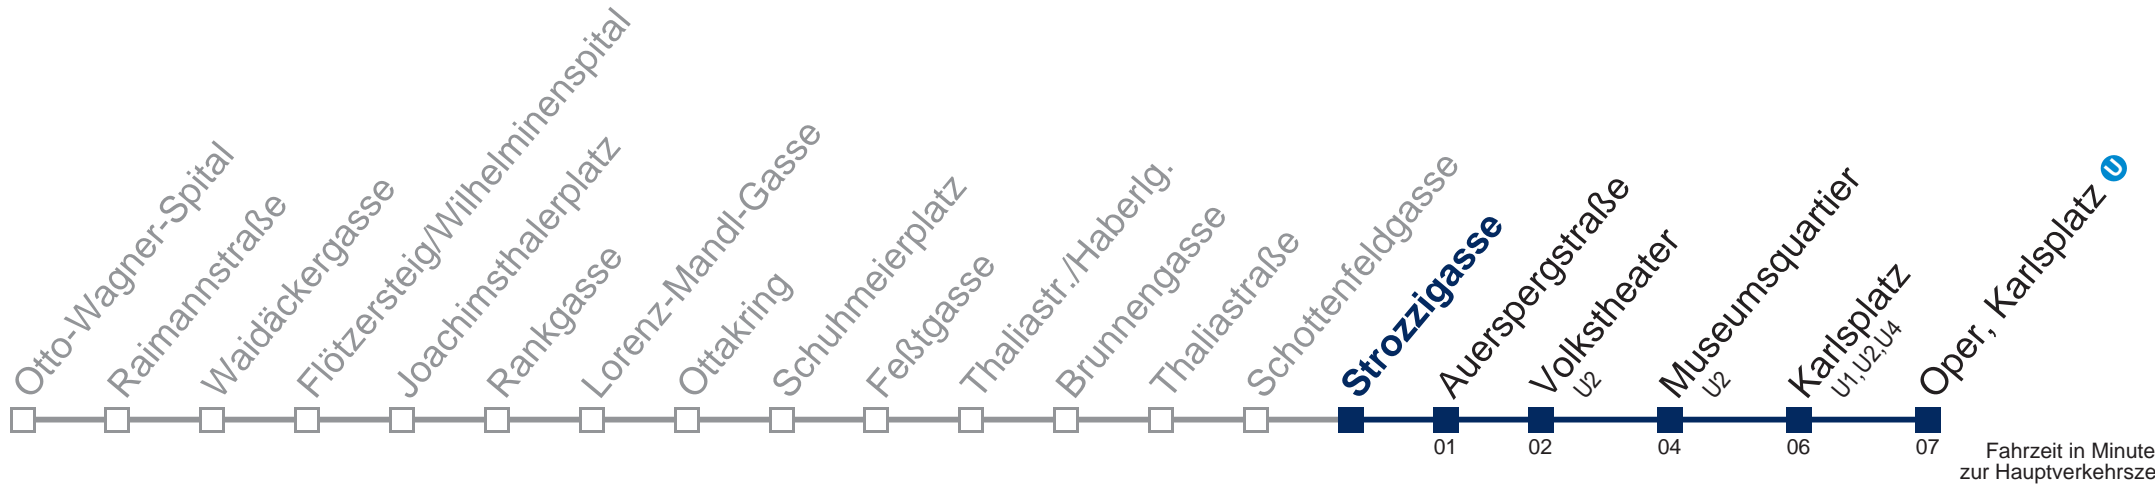 Otto-Wagner-Spital
Raimannstraße
Waidäckergasse
Flötzersteig/Wilhelminenspital
Joachimsthalerplatz
Rankgasse
Lorenz-Mandl-Gasse
Ottakring
Schuhmeierplatz
Feßtgasse
Thaliastr./Haberlg.
Brunnengasse
Thaliastraße
Schottenfeldgasse
Strozzigasse
Auerspergstraße
Volkstheater
U2
Museumsquartier
U2
Karlsplatz
U1,U2,U4
Oper, Karlsplatz U
01 02 04 06 07
Fahrzeit in Minute
zur Hauptverkehrsze